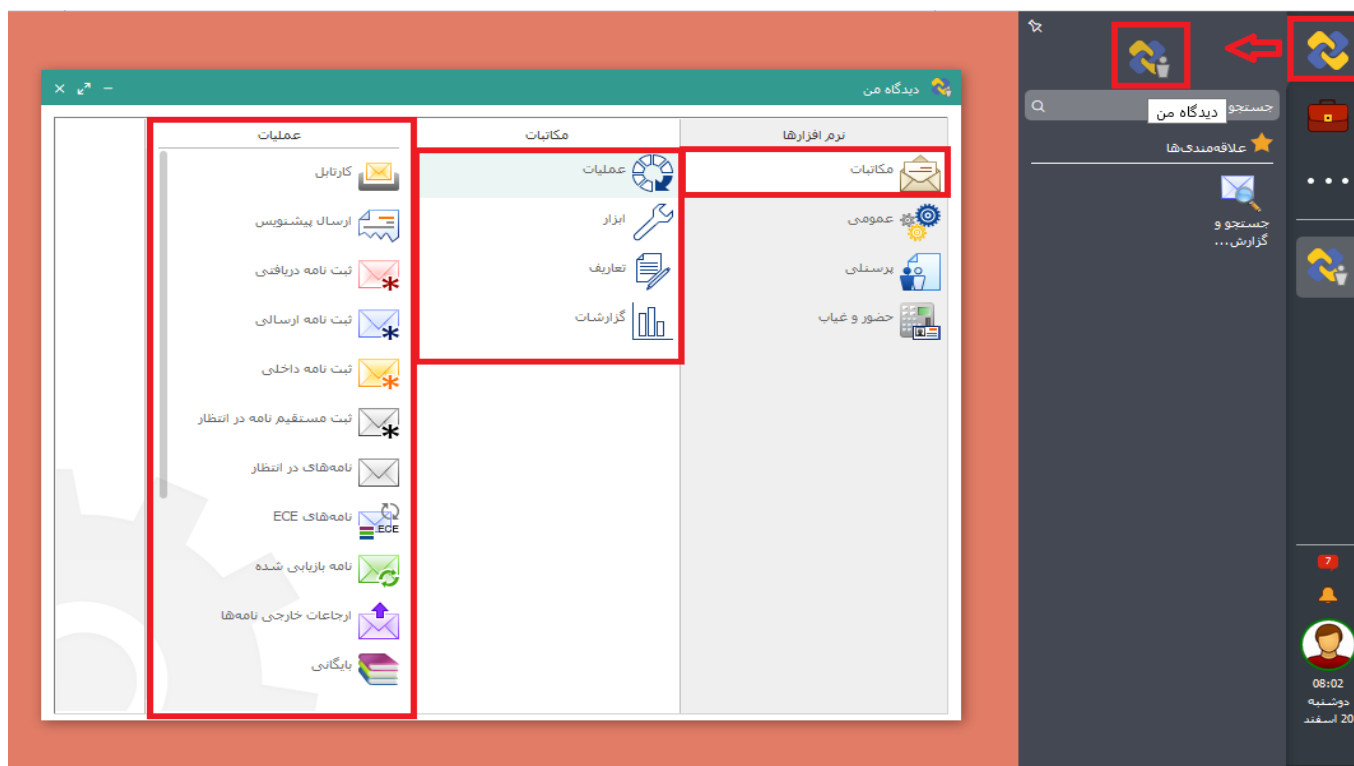 دیدگاه من
نرم افزارها
مکاتبات
عمومی
پرسنلی
حضور و غیاب
مکاتبات
عملیات
ابزار
تعاریف
گزارشات
عملیات
کارتابل
ارسال پیشنویس
ثبت نامه دریافتی
ثبت نامه ارسالی
ثبت نامه داخلی
ثبت مستقیم نامه در انتظار
نامه‌های در انتظار
نامه‌های ECE
ECE
نامه بازیابی شده
ارجاعات خارجی نامه‌ها
بایگانی
جستجو
دیدگاه من
علاقه‌مندی‌ها
جستجو و
گزارش...
7
08:02
دوشنبه
20 اسفند